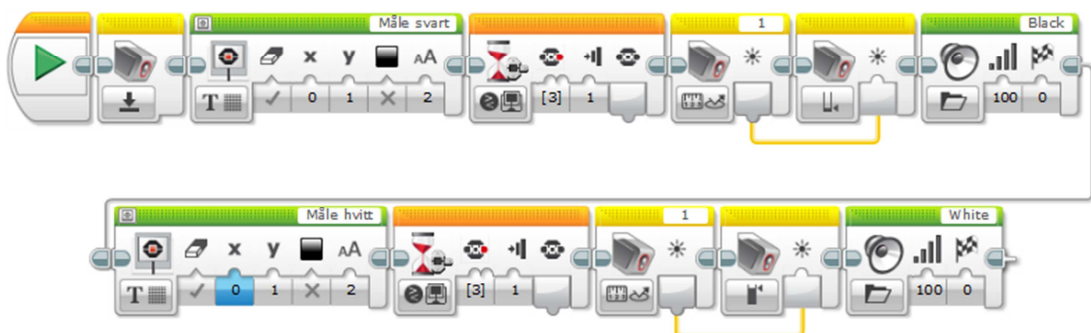 Måle svart
1
Black
x y AA
T 0 1 2
[3] 1
100 0
Måle hvitt
1
White
x y AA
T 0 1 2
[3] 1
100 0